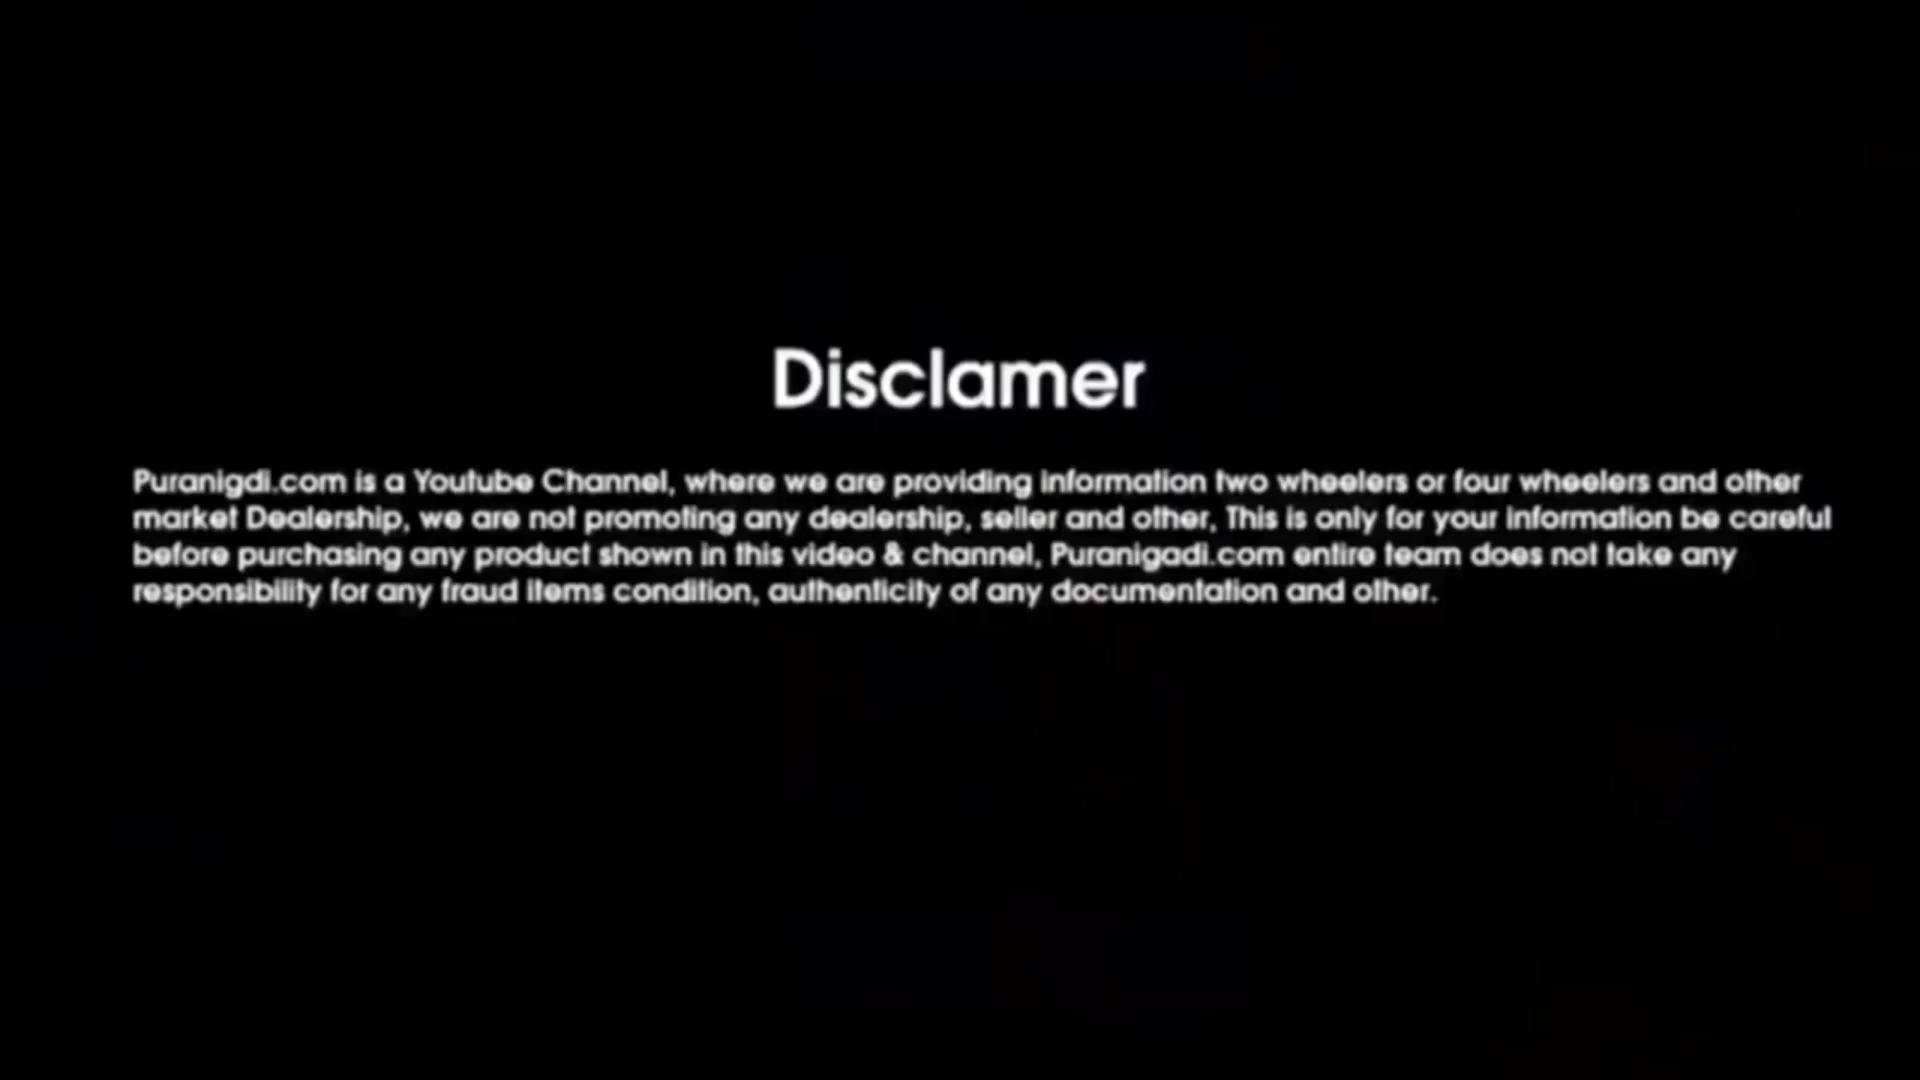 Disclamer
Puranigdi.com is a Youtube Channel, where we are providing information two wheelers or four wheelers and other
market Dealership, we are not promoting any dealership, seller and other, This is only for your information be careful
before purchasing any product shown in this video & channel, Puranigadi.com entire team does not take any
responsibility for any fraud items condition, authenticity of any documentation and other.